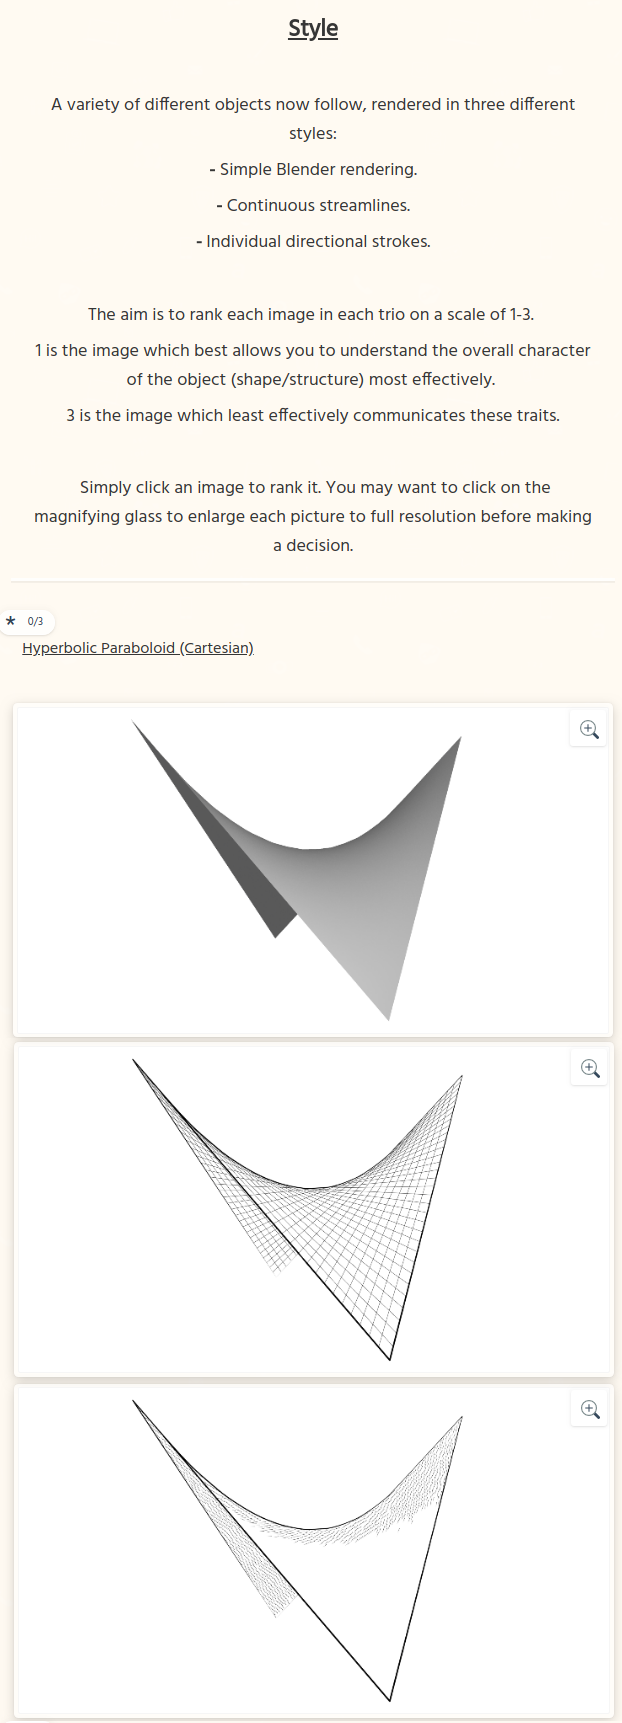 Style
A variety of different objects now follow, rendered in three different
styles:
- Simple Blender rendering.
- Continuous streamlines.
- Individual directional strokes.
The aim is to rank each image in each trio on a scale of 1-3.
1 is the image which best allows you to understand the overall character
of the object (shape/structure) most effectively.
3 is the image which least effectively communicates these traits.
Simply click an image to rank it. You may want to click on the
magnifying glass to enlarge each picture to full resolution before making
a decision.
* 0/3
Hyperbolic Paraboloid (Cartesian)